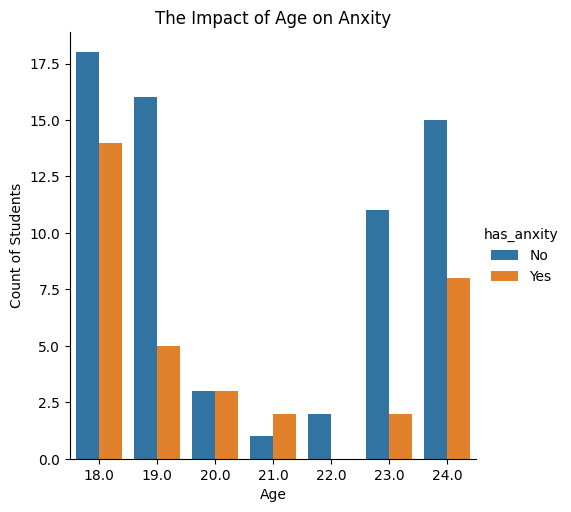 The Impact of Age on Anxity
17.5
15.0
12.5
10.0
7.5
5.0
2.5
0.0
Count of Students
18.0 19.0 20.0 21.0 22.0 23.0 24.0
Age
has_anxity
No
Yes